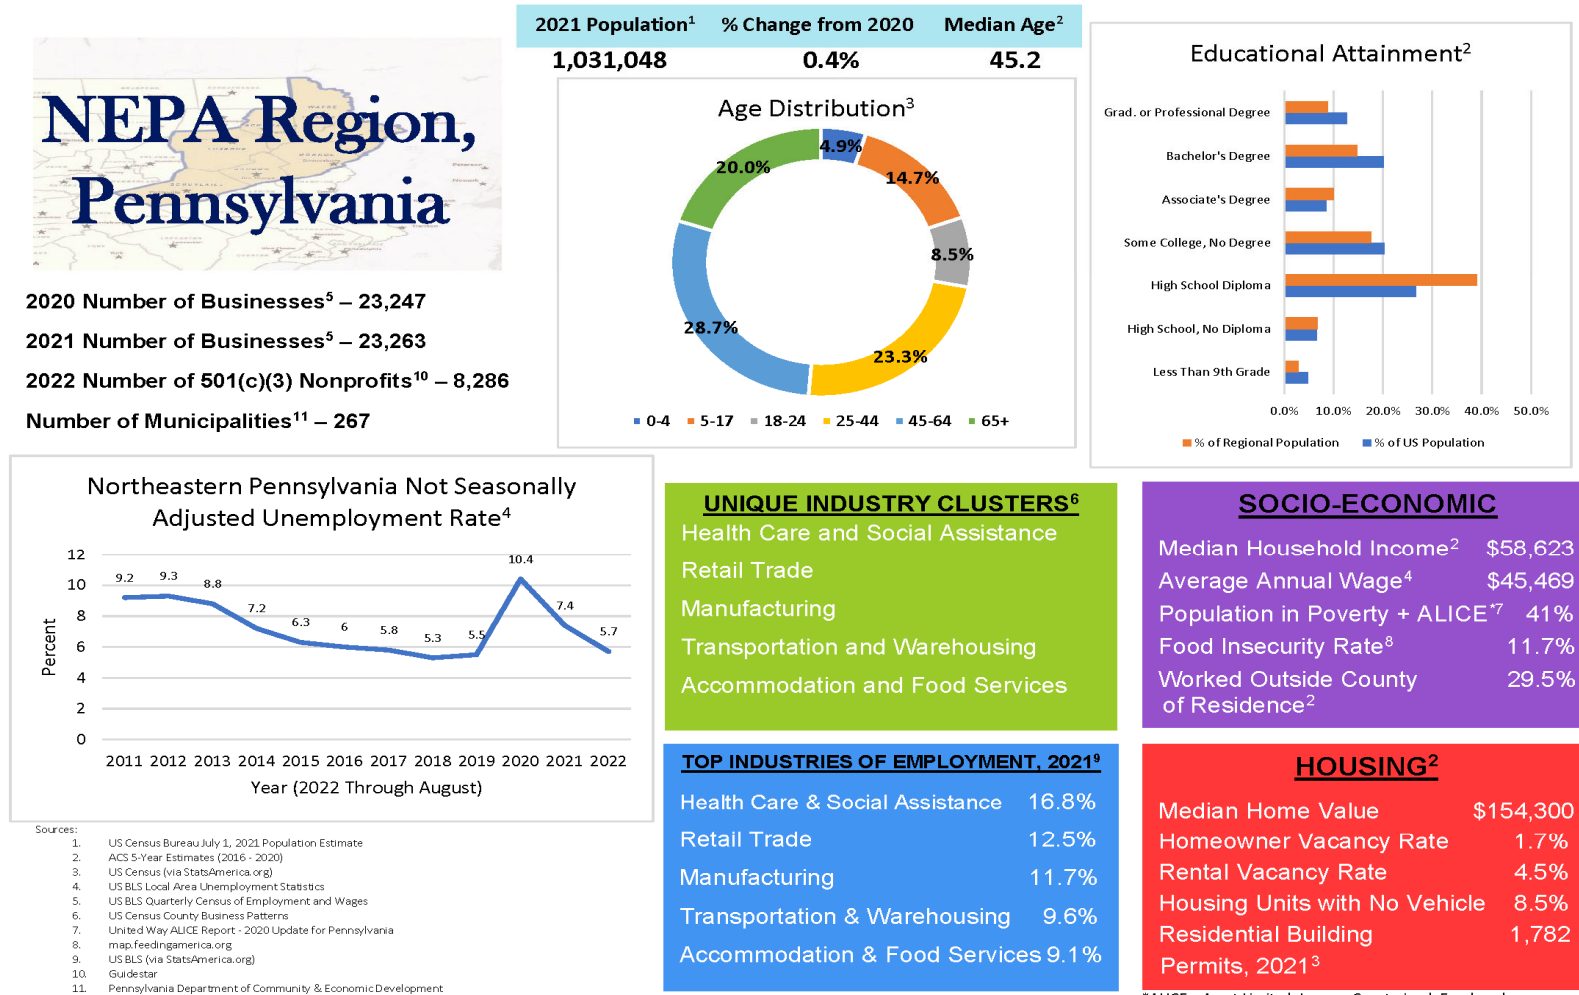 2021 Population¹ % Change from 2020 Median Age²
1,031,048 0.4% 45.2
NEPA Region,
Pennsylvania
2020 Number of Businesses⁵ – 23,247
2021 Number of Businesses⁵ – 23,263
2022 Number of 501(c)(3) Nonprofits¹⁰ – 8,286
Number of Municipalities¹¹ – 267
Age Distribution³
4.9%
14.7%
8.5%
23.3%
28.7%
20.0%
0-4 5-17 18-24 25-44 45-64 65+
Educational Attainment²
Grad. or Professional Degree
Bachelor's Degree
Associate's Degree
Some College, No Degree
High School Diploma
High School, No Diploma
Less Than 9th Grade
0.0% 10.0% 20.0% 30.0% 40.0% 50.0%
% of Regional Population % of US Population
Northeastern Pennsylvania Not Seasonally
Adjusted Unemployment Rate⁴
Percent
12
10
8
6
4
2
0
9.2 9.3 8.8 7.2 6.3 6 5.8 5.3 5.5 10.4 7.4 5.7
2011 2012 2013 2014 2015 2016 2017 2018 2019 2020 2021 2022
Year (2022 Through August)
UNIQUE INDUSTRY CLUSTERS⁶
Health Care and Social Assistance
Retail Trade
Manufacturing
Transportation and Warehousing
Accommodation and Food Services
SOCIO-ECONOMIC
Median Household Income² $58,623
Average Annual Wage⁴ $45,469
Population in Poverty + ALICE*⁷ 41%
Food Insecurity Rate⁸ 11.7%
Worked Outside County 29.5%
of Residence²
TOP INDUSTRIES OF EMPLOYMENT, 2021⁹
Health Care & Social Assistance 16.8%
Retail Trade 12.5%
Manufacturing 11.7%
Transportation & Warehousing 9.6%
Accommodation & Food Services 9.1%
HOUSING²
Median Home Value $154,300
Homeowner Vacancy Rate 1.7%
Rental Vacancy Rate 4.5%
Housing Units with No Vehicle 8.5%
Residential Building 1,782
Permits, 2021³
Sources:
1. US Census Bureau July 1, 2021 Population Estimate
2. ACS 5-Year Estimates (2016 - 2020)
3. US Census (via StatsAmerica.org)
4. US BLS Local Area Unemployment Statistics
5. US BLS Quarterly Census of Employment and Wages
6. US Census County Business Patterns
7. United Way ALICE Report - 2020 Update for Pennsylvania
8. map.feedingamerica.org
9. US BLS (via StatsAmerica.org)
10. Guidestar
11. Pennsylvania Department of Community & Economic Development